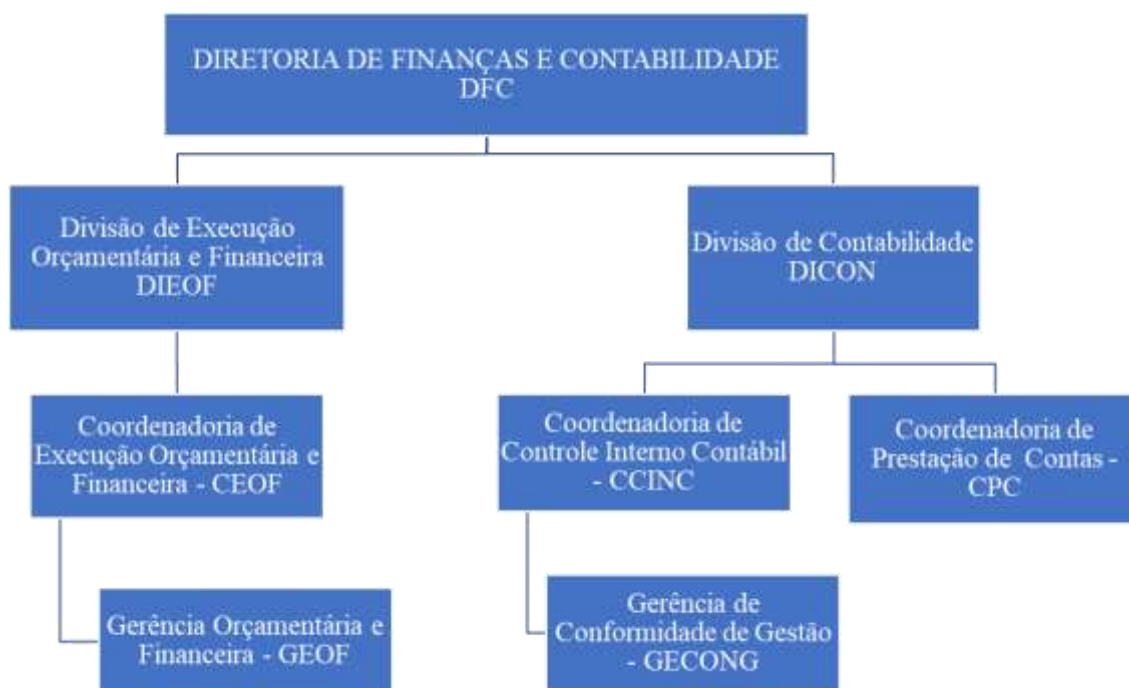 DIRETORIA DE FINANÇAS E CONTABILIDADE
DFC
Divisão de Execução
Orçamentária e Financeira
DIEOF
Divisão de Contabilidade
DICON
Coordenadoria de
Execução Orçamentária e
Financeira - CEOF
Coordenadoria de
Controle Interno Contábil
- CCINC
Coordenadoria de
Prestação de Contas -
CPC
Gerência Orçamentária e
Financeira - GEOF
Gerência de
Conformidade de Gestão
- GECONG